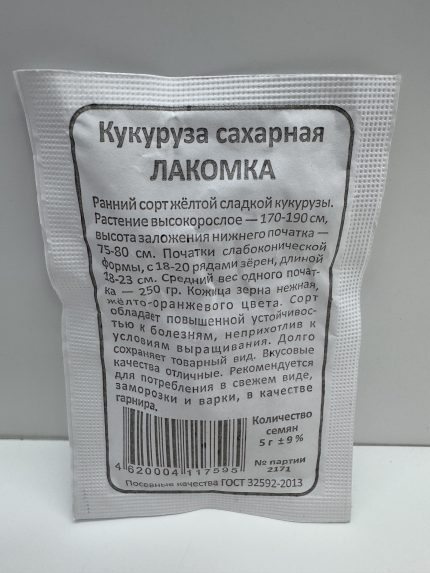 Кукуруза сахарная
ЛАКОМКА
Ранний сорт жёлтой сладкой кукурузы.
Растение высокорослое — 170-190 см,
высота заложения нижнего початка —
75-80 см. Початки слабоконической
формы, с 18-20 рядами зёрен, длиной
18-23 см. Средний вес одного почат-
ка — 250 гр. Кожица зерна нежная,
жёлто-оранжевого цвета. Сорт
обладает повышенной устойчивос-
тью к болезням, неприхотлив к
условиям выращивания. Долго
сохраняет товарный вид. Вкусовые
качества отличные. Рекомендуется
для потребления в свежем виде,
заморозки и варки, в качестве
гарнира.
Количество
семян
5 г ± 9 %
№ партии
2171
4 620004 117595
Посевные качества ГОСТ 32592-2013